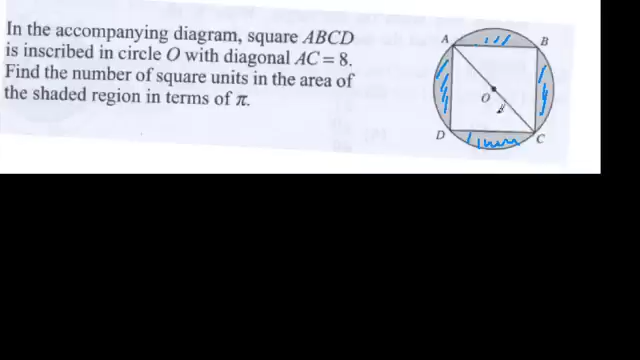 In the accompanying diagram, square ABCD
is inscribed in circle O with diagonal AC = 8.
Find the number of square units in the area of
the shaded region in terms of π.
A
B
O
D
C